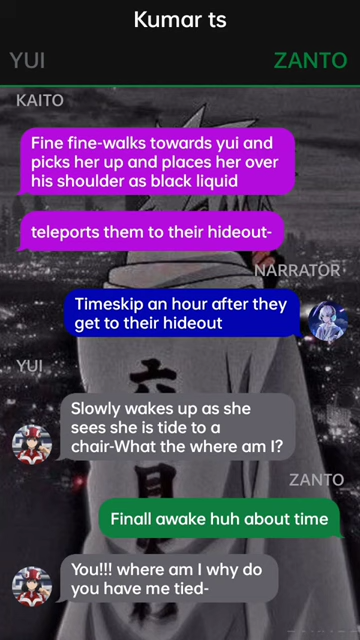 Kumar ts
YUI
ZANTO
KAITO
Fine fine-walks towards yui and
picks her up and places her over
his shoulder as black liquid
teleports them to their hideout-
NARRATOR
Timeskip an hour after they
get to their hideout
YUI
Slowly wakes up as she
sees she is tide to a
chair-What the where am I?
ZANTO
Finall awake huh about time
You!!! where am I why do
you have me tied-